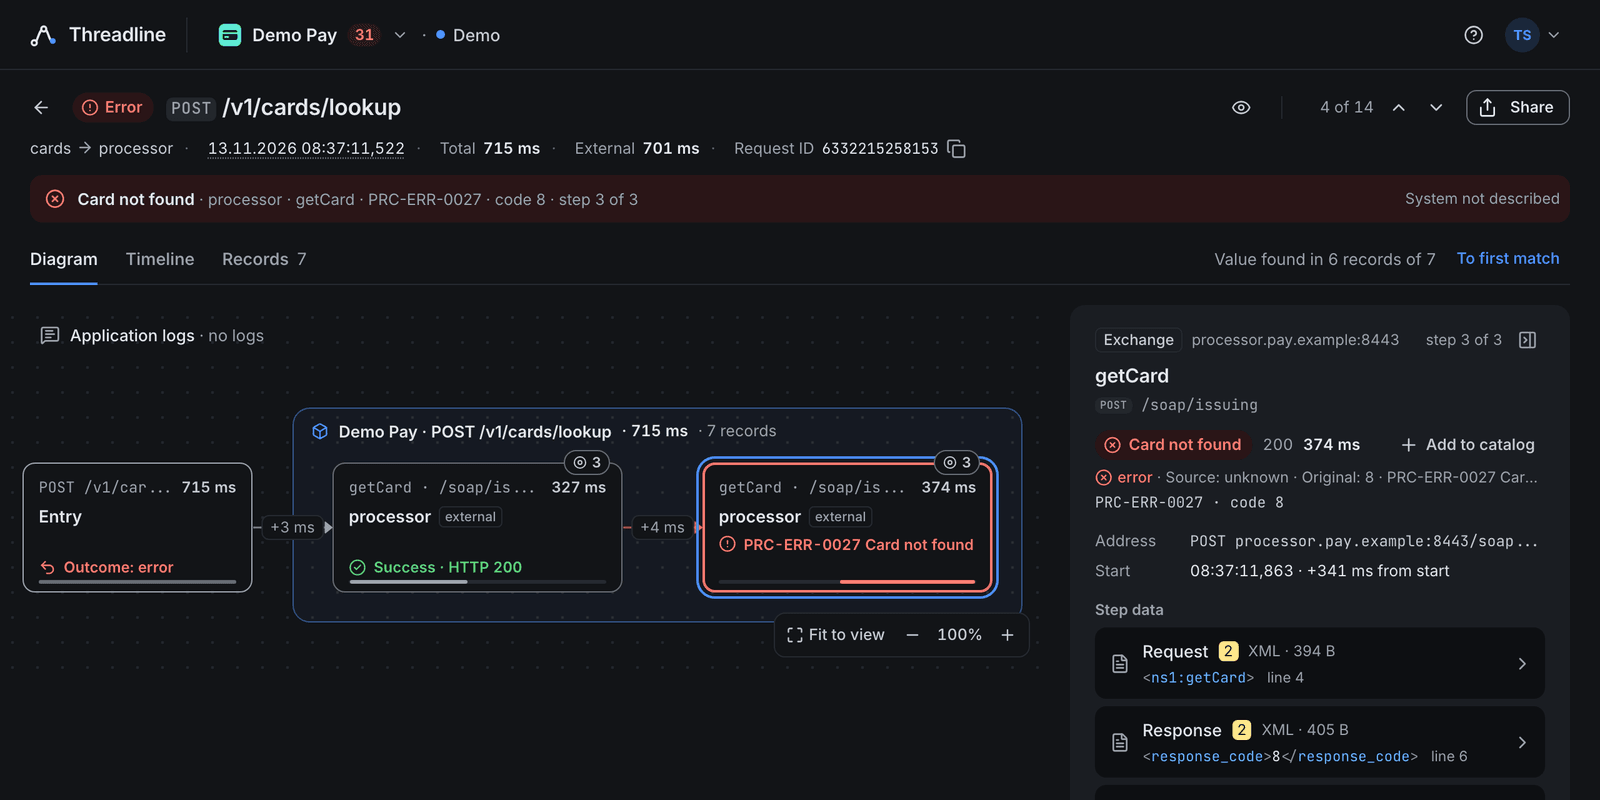 Threadline
Demo Pay 31 · Demo
TS
Error POST /v1/cards/lookup
4 of 14
Share
cards → processor · 13.11.2026 08:37:11,522 · Total 715 ms · External 701 ms · Request ID 6332215258153
Card not found · processor · getCard · PRC-ERR-0027 · code 8 · step 3 of 3
System not described
Diagram Timeline Records 7
Value found in 6 records of 7 To first match
Application logs · no logs
Demo Pay · POST /v1/cards/lookup · 715 ms · 7 records
POST /v1/car... 715 ms
Entry
Outcome: error
+3 ms
3
getCard · /soap/is... 327 ms
processor external
Success · HTTP 200
+4 ms
3
getCard · /soap/is... 374 ms
processor external
PRC-ERR-0027 Card not found
Fit to view − 100% +
Exchange processor.pay.example:8443 step 3 of 3
getCard
POST /soap/issuing
Card not found 200 374 ms + Add to catalog
error · Source: unknown · Original: 8 · PRC-ERR-0027 Car...
PRC-ERR-0027 · code 8
Address POST processor.pay.example:8443/soap...
Start 08:37:11,863 · +341 ms from start
Step data
Request 2 XML · 394 B
<ns1:getCard> line 4
Response 2 XML · 405 B
<response_code>8</response_code> line 6